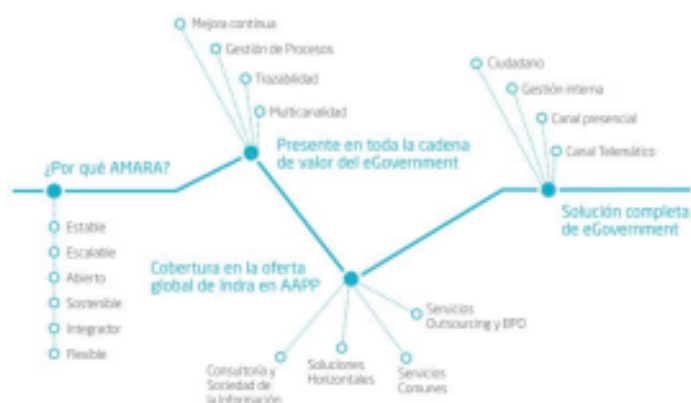 ¿Por qué AMARA?
Estable
Escalable
Abierto
Sostenible
Integrador
Flexible
Mejora continua
Gestión de Procesos
Trazabilidad
Multicanalidad
Presente en toda la cadena
de valor del eGovernment
Cobertura en la oferta
global de Indra en AAPP
Consultoría y
Sociedad de
la Información
Soluciones
Horizontales
Servicios
Comunes
Servicios
Outsourcing y BPO
Ciudadano
Gestión interna
Canal presencial
Canal Telemático
Solución completa
de eGovernment